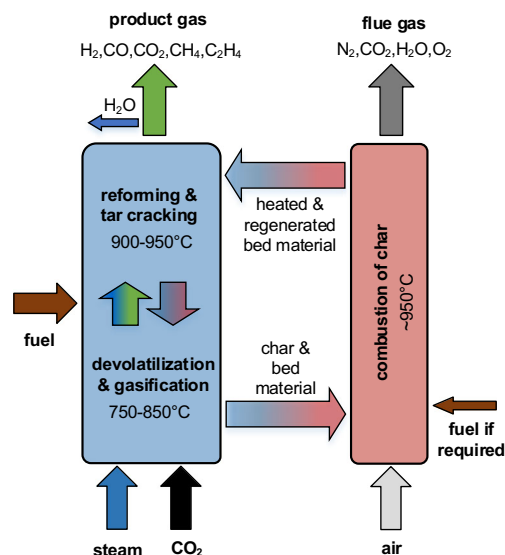 product gas
H₂,CO,CO₂,CH₄,C₂H₄
flue gas
N₂,CO₂,H₂O,O₂
H₂O
reforming &
tar cracking
900-950°C
heated &
regenerated
bed material
combustion of char
~950°C
fuel
devolatilization
& gasification
750-850°C
char &
bed
material
fuel if
required
steam
CO₂
air